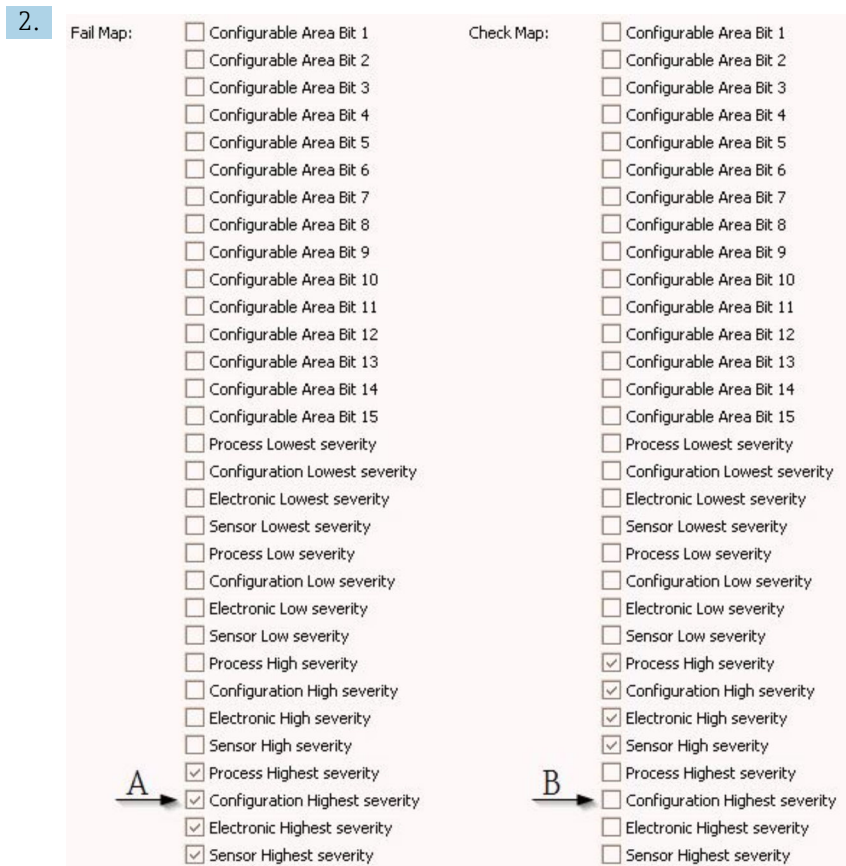 2.
Fail Map: Configurable Area Bit 1 Check Map: Configurable Area Bit 1
Configurable Area Bit 2 Configurable Area Bit 2
Configurable Area Bit 3 Configurable Area Bit 3
Configurable Area Bit 4 Configurable Area Bit 4
Configurable Area Bit 5 Configurable Area Bit 5
Configurable Area Bit 6 Configurable Area Bit 6
Configurable Area Bit 7 Configurable Area Bit 7
Configurable Area Bit 8 Configurable Area Bit 8
Configurable Area Bit 9 Configurable Area Bit 9
Configurable Area Bit 10 Configurable Area Bit 10
Configurable Area Bit 11 Configurable Area Bit 11
Configurable Area Bit 12 Configurable Area Bit 12
Configurable Area Bit 13 Configurable Area Bit 13
Configurable Area Bit 14 Configurable Area Bit 14
Configurable Area Bit 15 Configurable Area Bit 15
Process Lowest severity Process Lowest severity
Configuration Lowest severity Configuration Lowest severity
Electronic Lowest severity Electronic Lowest severity
Sensor Lowest severity Sensor Lowest severity
Process Low severity Process Low severity
Configuration Low severity Configuration Low severity
Electronic Low severity Electronic Low severity
Sensor Low severity Sensor Low severity
Process High severity Process High severity
Configuration High severity Configuration High severity
Electronic High severity Electronic High severity
Sensor High severity Sensor High severity
Process Highest severity Process Highest severity
A Configuration Highest severity B Configuration Highest severity
Electronic Highest severity Electronic Highest severity
Sensor Highest severity Sensor Highest severity